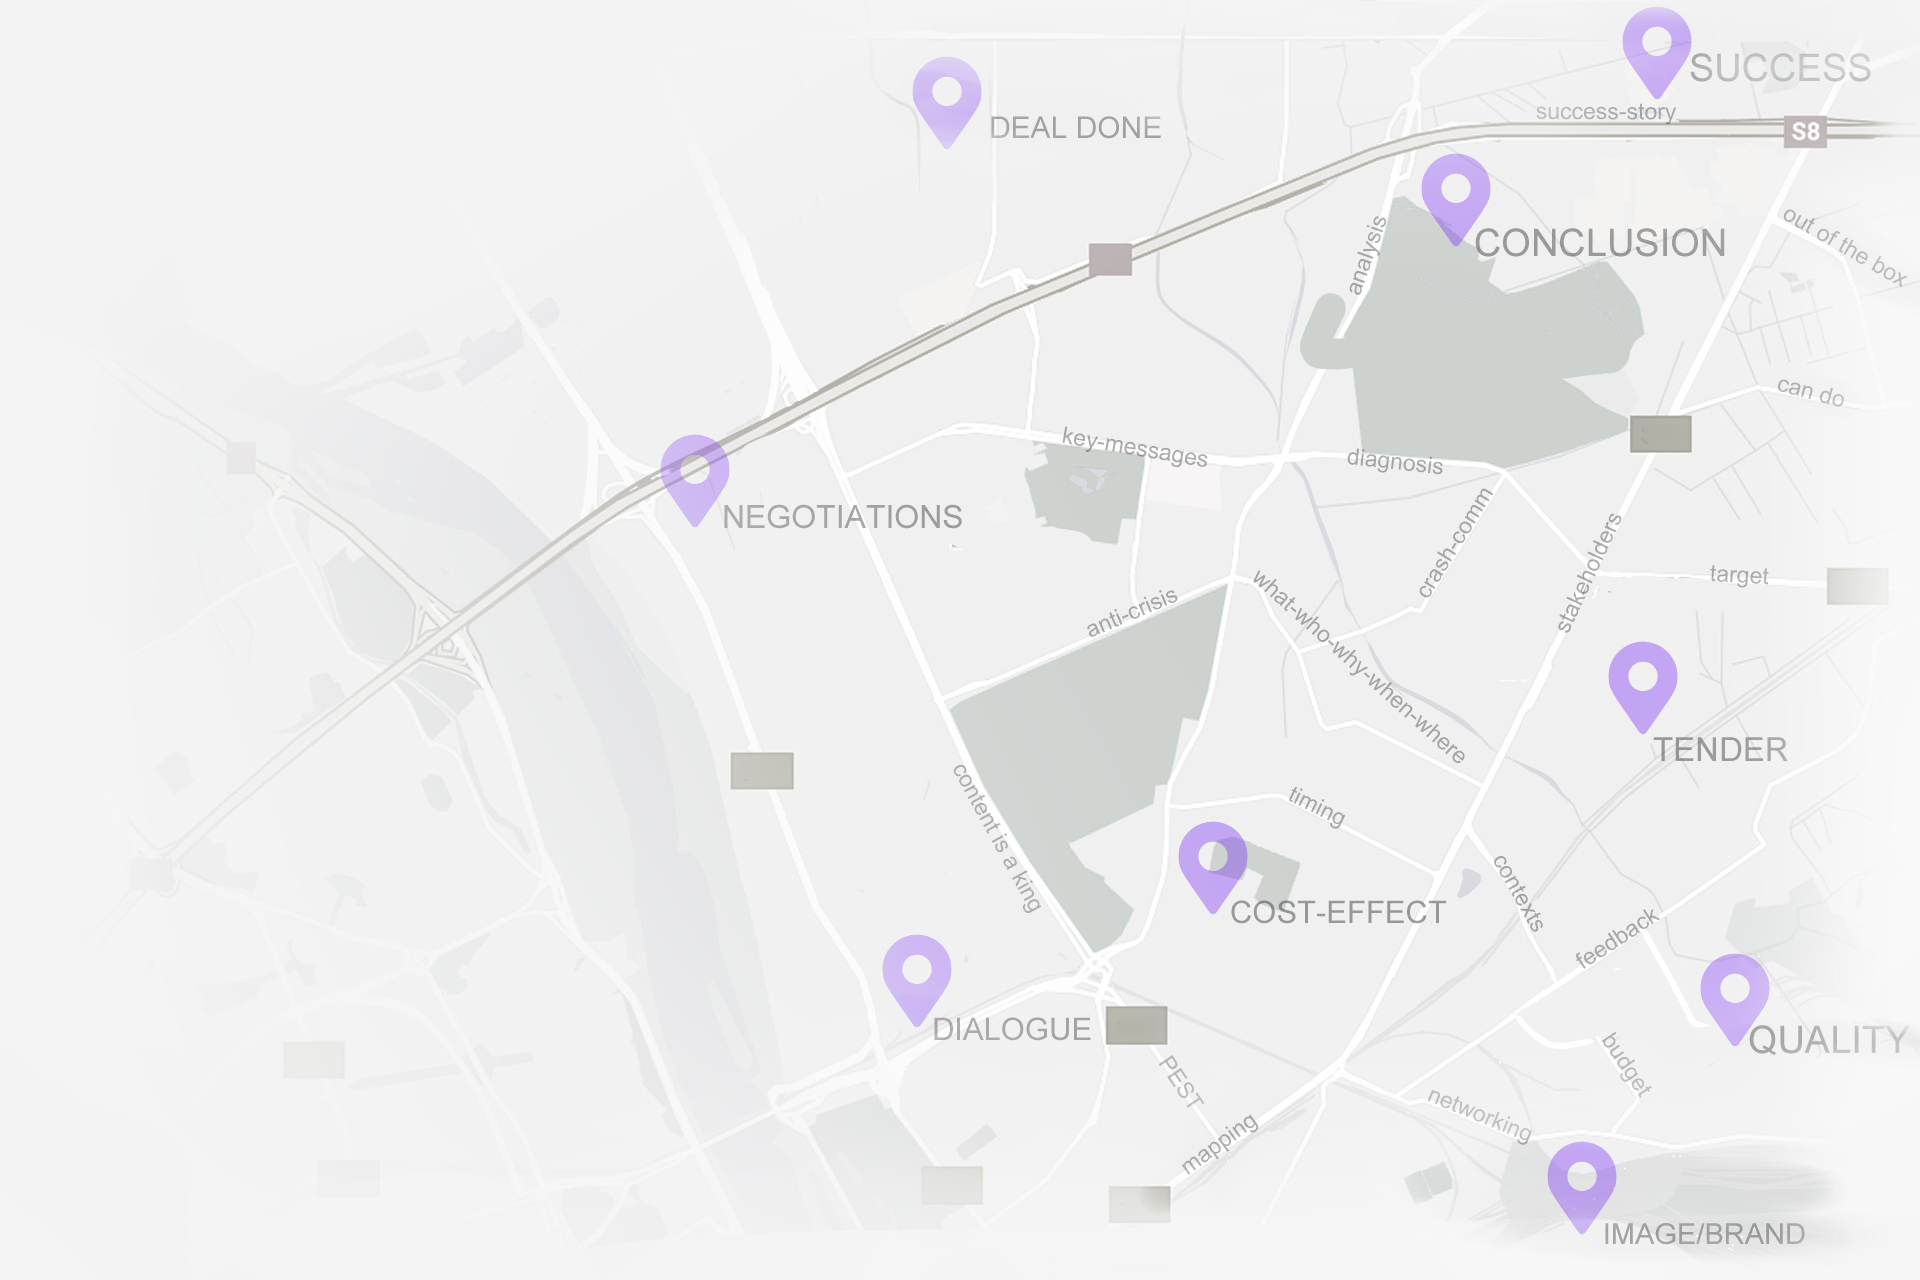 SUCCESS
success-story
DEAL DONE
S8
CONCLUSION
out of the box
analysis
can do
key-messages
diagnosis
NEGOTIATIONS
crash-comm
stakeholders
target
anti-crisis
what-who-why-when-where
TENDER
content is a king
timing
contexts
COST-EFFECT
feedback
DIALOGUE
QUALITY
PEST
budget
networking
mapping
IMAGE/BRAND